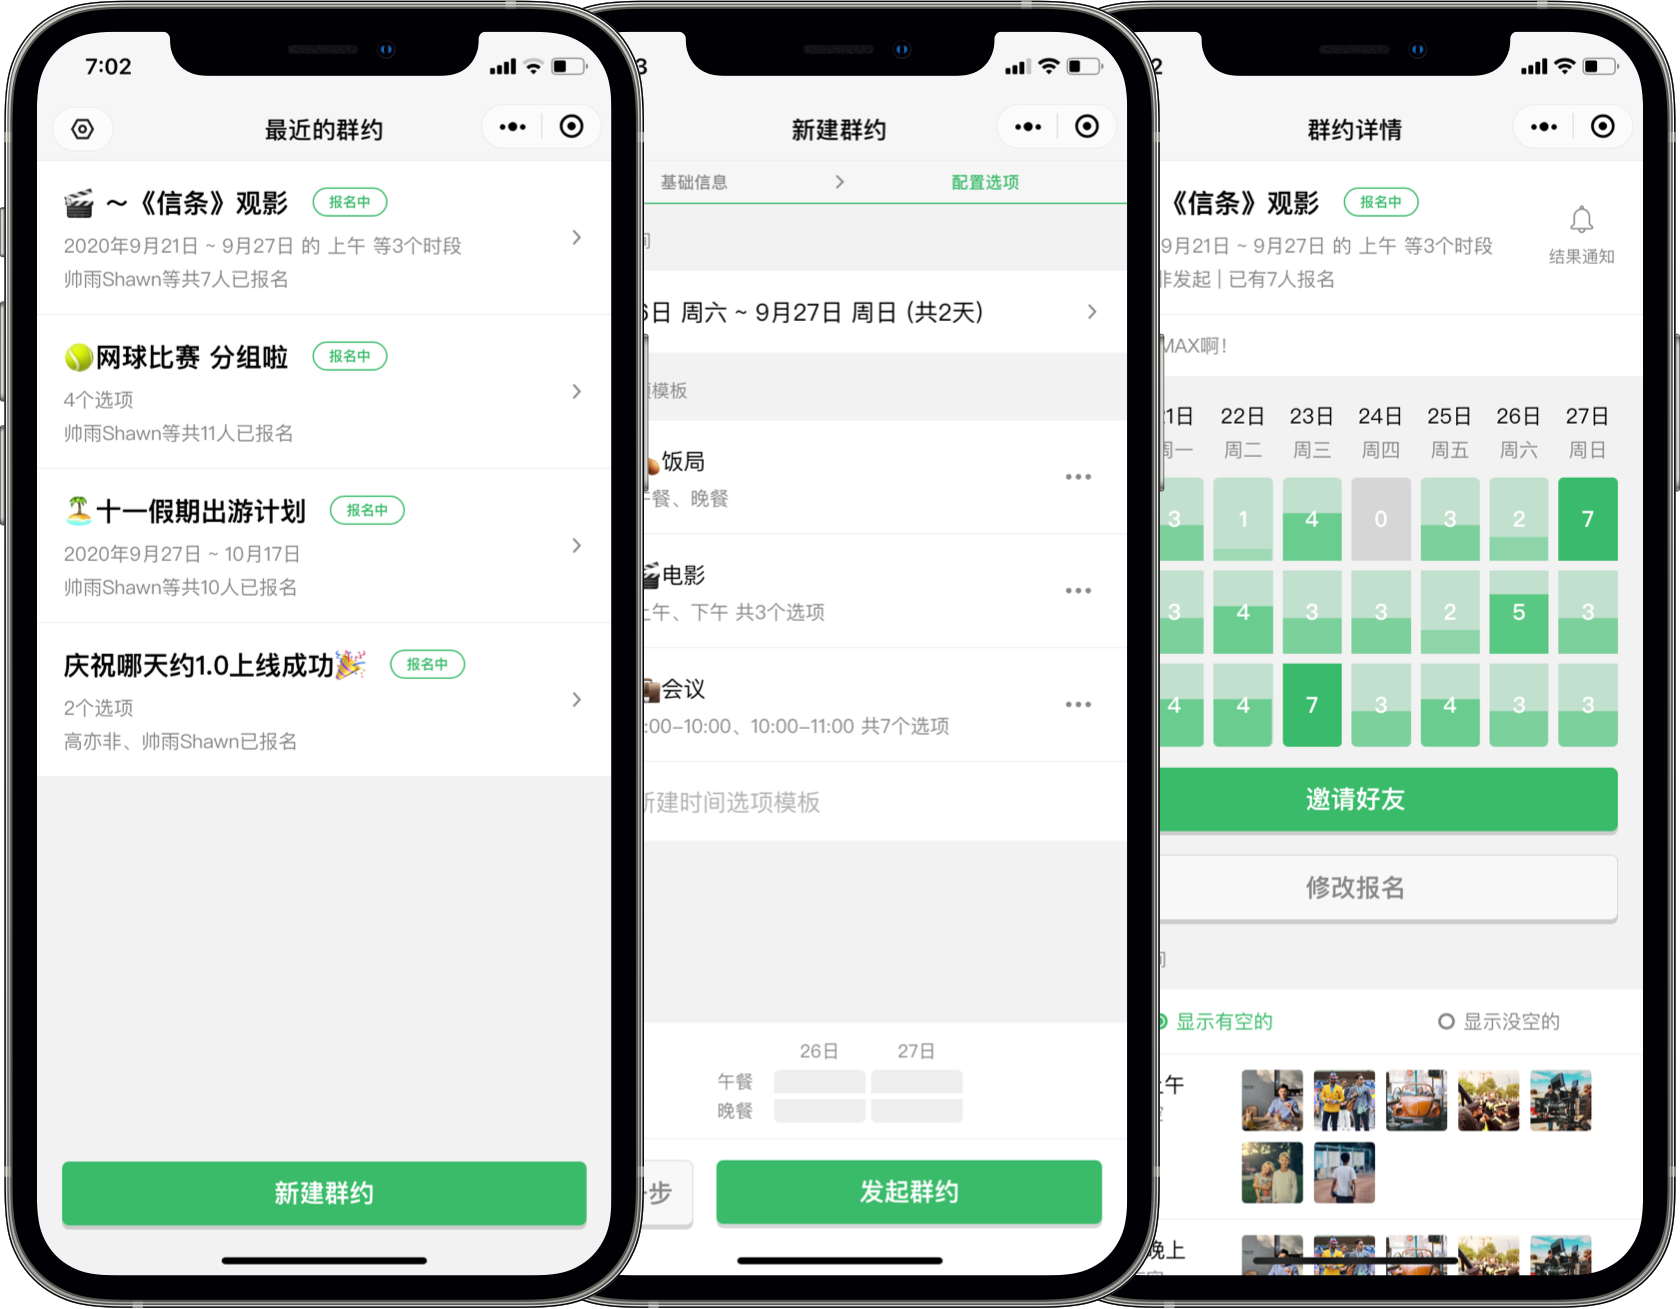 7:02
最近的群约
～《信条》观影 报名中
2020年9月21日 ~ 9月27日 的 上午 等3个时段
帅雨Shawn等共7人已报名
网球比赛 分组啦 报名中
4个选项
帅雨Shawn等共11人已报名
十一假期出游计划 报名中
2020年9月27日 ~ 10月17日
帅雨Shawn等共10人已报名
庆祝哪天约1.0上线成功 报名中
2个选项
高亦非、帅雨Shawn已报名
新建群约
3
新建群约
基础信息 配置选项
间
6日 周六 ~ 9月27日 周日 (共2天)
模板
饭局
午餐、晚餐
电影
上午、下午 共3个选项
会议
:00-10:00、10:00-11:00 共7个选项
新建时间选项模板
26日 27日
午餐
晚餐
一步 发起群约
2
群约详情
《信条》观影 报名中
9月21日 ~ 9月27日 的 上午 等3个时段
结果通知
非发起 | 已有7人报名
MAX啊!
21日 22日 23日 24日 25日 26日 27日
周一 周二 周三 周四 周五 周六 周日
3 1 4 0 3 2 7
3 4 3 3 2 5 3
4 4 7 3 4 3 3
邀请好友
修改报名
间
显示有空的 显示没空的
上午
晚上